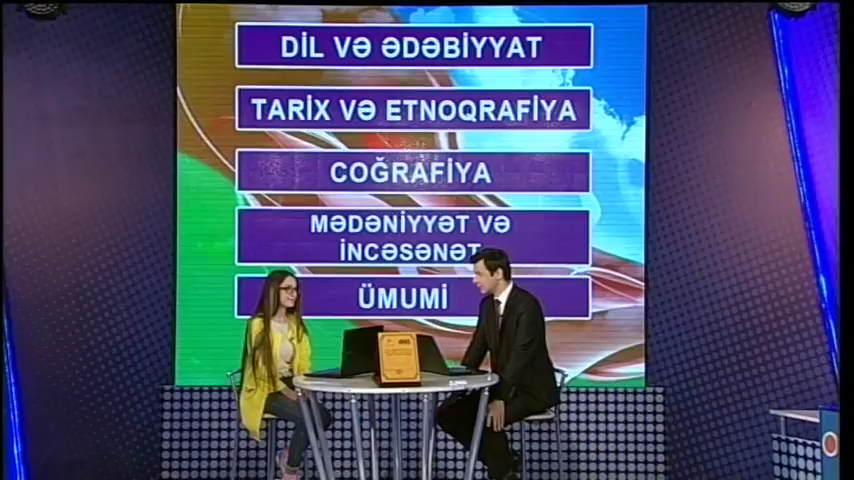 DİL VƏ ƏDƏBİYYAT
TARİX VƏ ETNOQRAFİYA
COĞRAFİYA
MƏDƏNİYYƏT VƏ
İNCƏSƏNƏT
ÜMUMİ